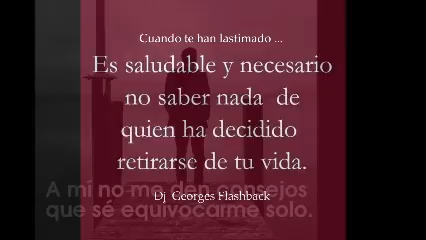 Cuando te han lastimado ...
Es saludable y necesario
no saber nada de
quien ha decidido
retirarse de tu vida.
Dj Georges Flashback
A mí no me den consejos
que sé equivocarme solo.